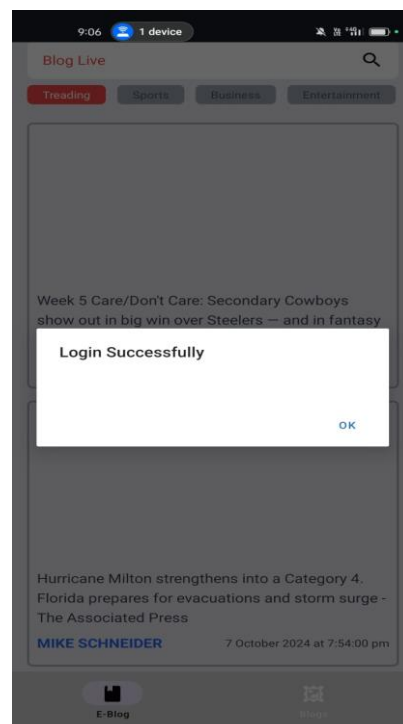 9:06 1 device
Blog Live
Treading Sports Business Entertainment
Week 5 Care/Don't Care: Secondary Cowboys
show out in big win over Steelers — and in fantasy
Login Successfully
OK
Hurricane Milton strengthens into a Category 4.
Florida prepares for evacuations and storm surge -
The Associated Press
MIKE SCHNEIDER 7 October 2024 at 7:54:00 pm
E-Blog Blogs